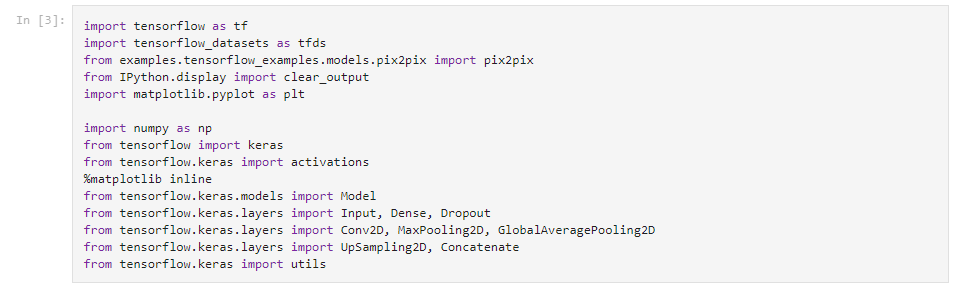 In [3]:
import tensorflow as tf
import tensorflow_datasets as tfds
from examples.tensorflow_examples.models.pix2pix import pix2pix
from IPython.display import clear_output
import matplotlib.pyplot as plt
import numpy as np
from tensorflow import keras
from tensorflow.keras import activations
%matplotlib inline
from tensorflow.keras.models import Model
from tensorflow.keras.layers import Input, Dense, Dropout
from tensorflow.keras.layers import Conv2D, MaxPooling2D, GlobalAveragePooling2D
from tensorflow.keras.layers import UpSampling2D, Concatenate
from tensorflow.keras import utils